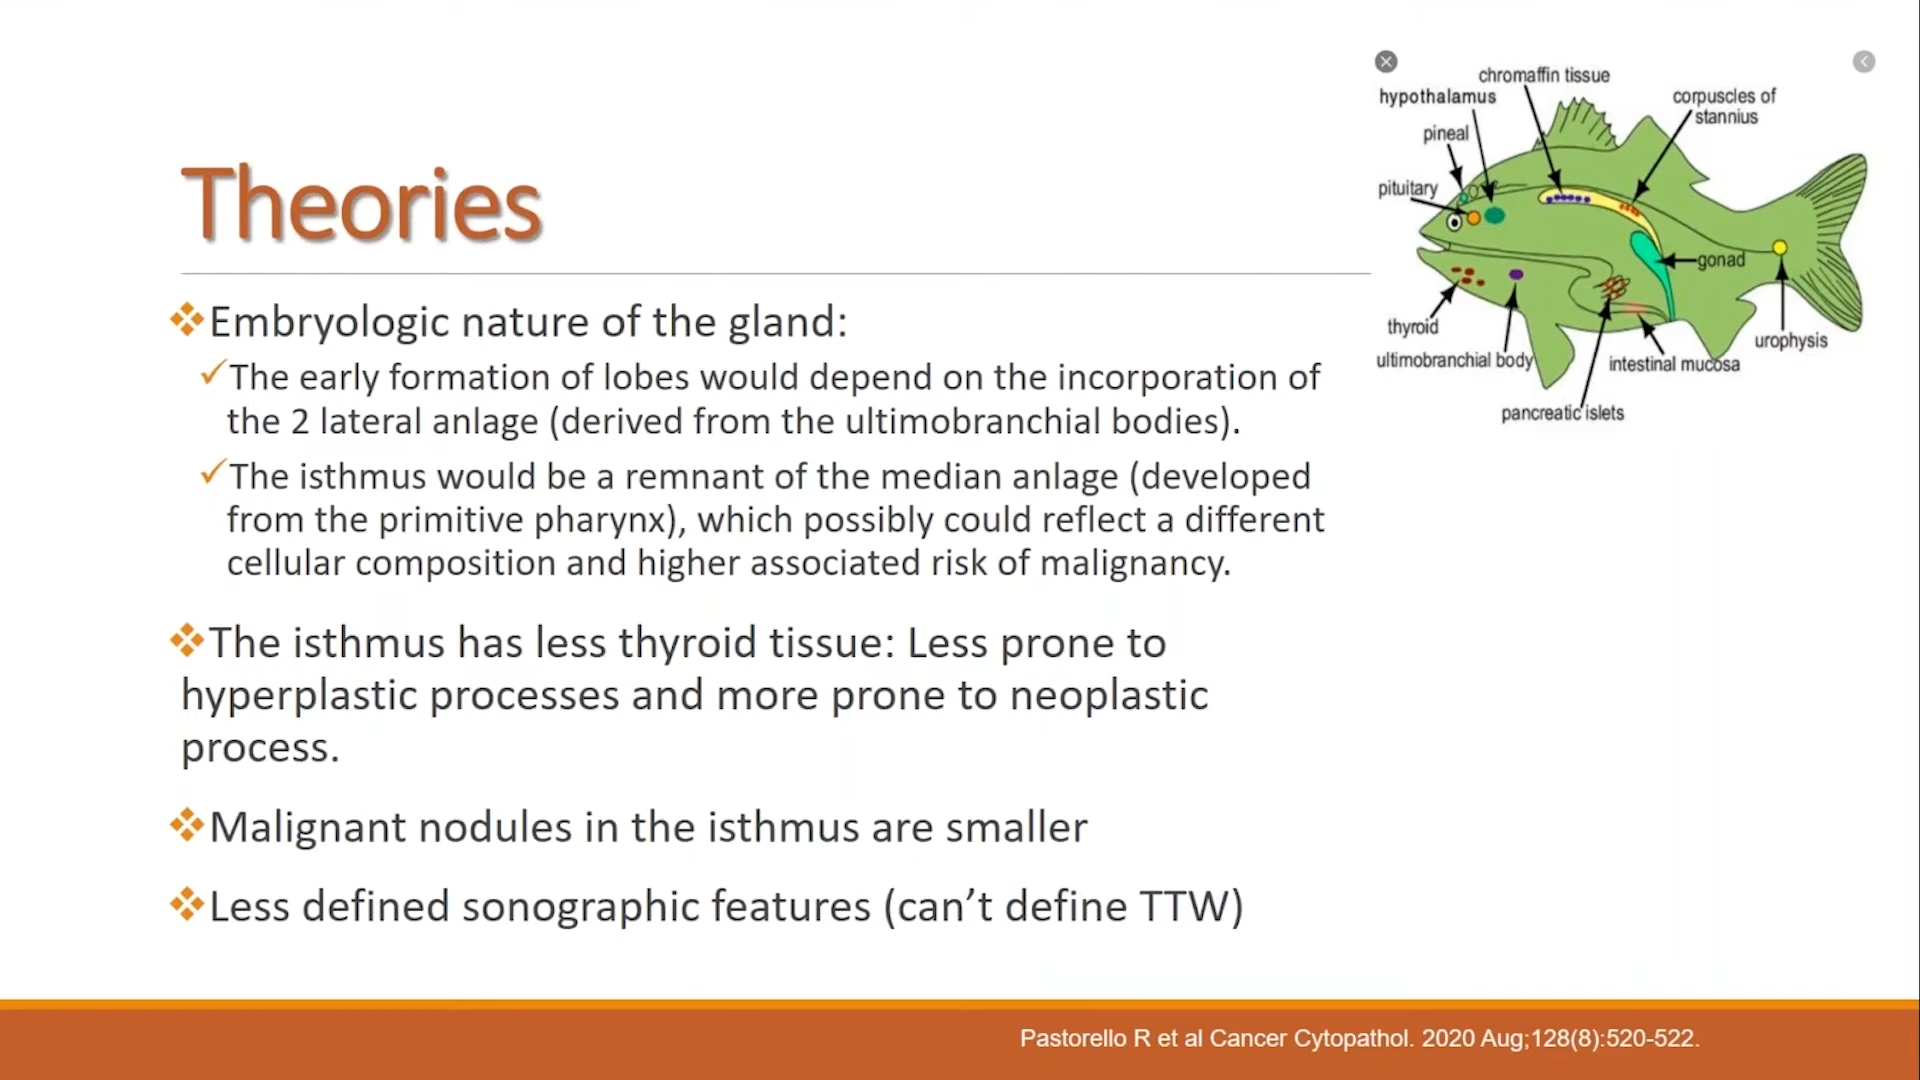 Theories
Embryologic nature of the gland:
The early formation of lobes would depend on the incorporation of
the 2 lateral anlage (derived from the ultimobranchial bodies).
The isthmus would be a remnant of the median anlage (developed
from the primitive pharynx), which possibly could reflect a different
cellular composition and higher associated risk of malignancy.
The isthmus has less thyroid tissue: Less prone to
hyperplastic processes and more prone to neoplastic
process.
Malignant nodules in the isthmus are smaller
Less defined sonographic features (can’t define TTW)
chromaffin tissue
hypothalamus
corpuscles of
stannius
pineal
pituitary
gonad
thyroid
urophysis
ultimobranchial body
intestinal mucosa
pancreatic islets
Pastorello R et al Cancer Cytopathol. 2020 Aug;128(8):520-522.